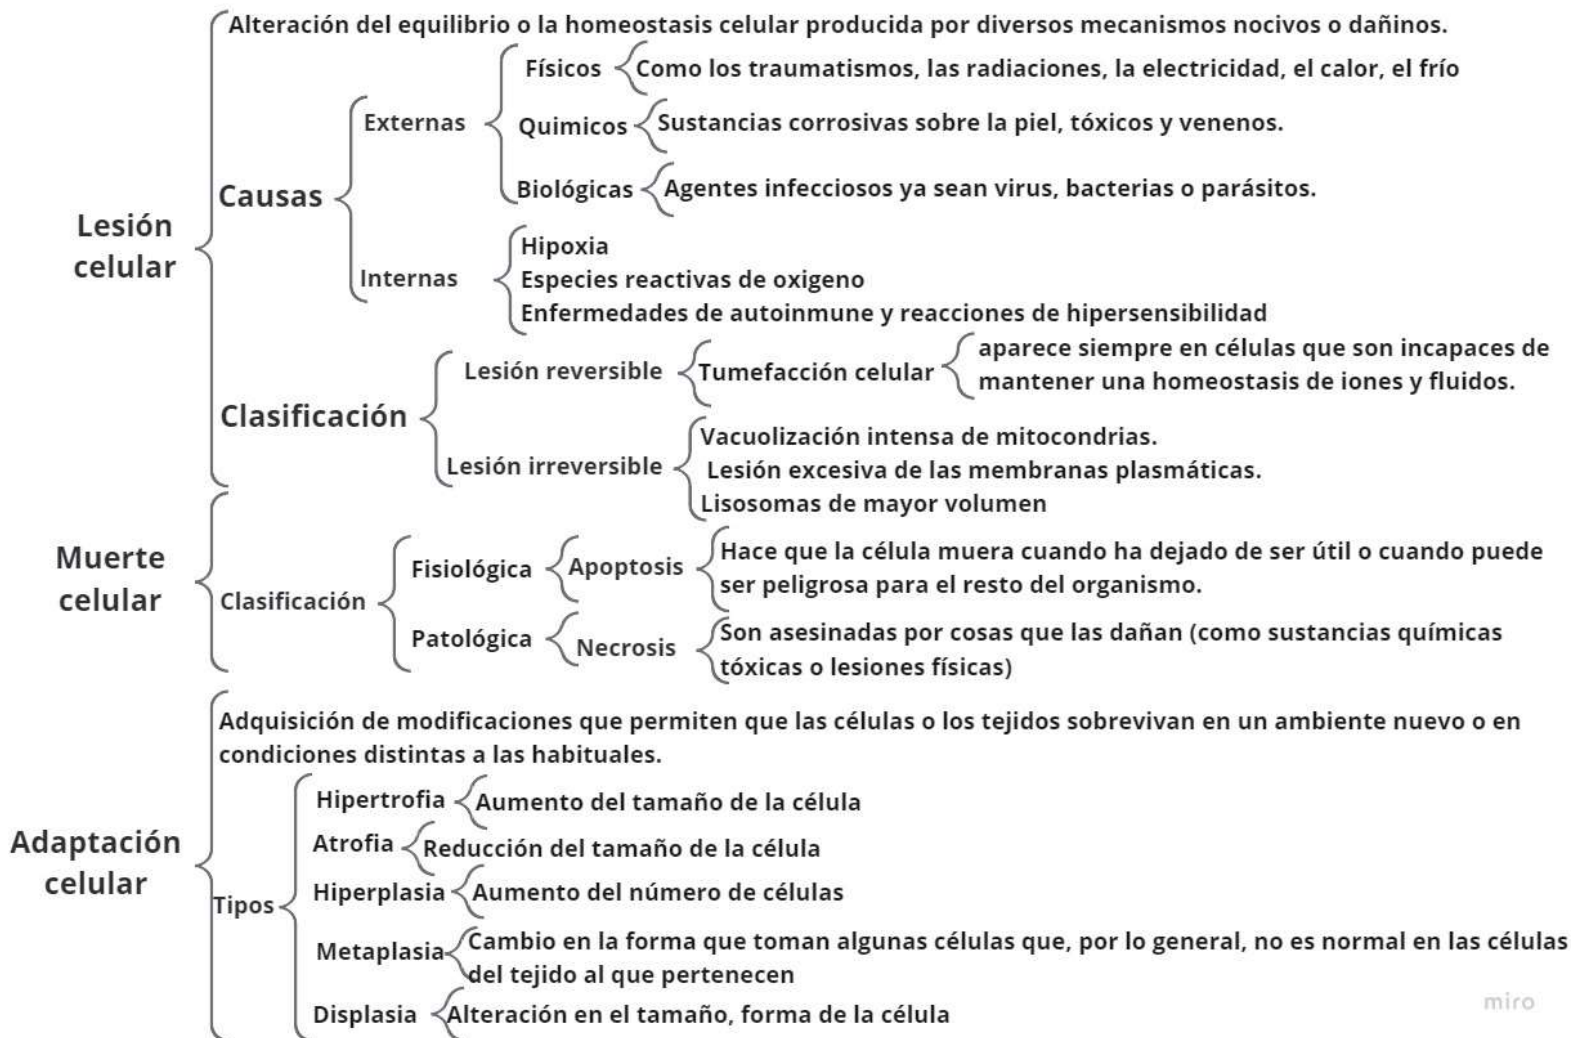 Lesión
celular
Alteración del equilibrio o la homeostasis celular producida por diversos mecanismos nocivos o dañinos.
Causas
Externas
Físicos
Como los traumatismos, las radiaciones, la electricidad, el calor, el frío
Quimicos
Sustancias corrosivas sobre la piel, tóxicos y venenos.
Biológicas
Agentes infecciosos ya sean virus, bacterias o parásitos.
Internas
Hipoxia
Especies reactivas de oxigeno
Enfermedades de autoinmune y reacciones de hipersensibilidad
Clasificación
Lesión reversible
Tumefacción celular
aparece siempre en células que son incapaces de
mantener una homeostasis de iones y fluidos.
Lesión irreversible
Vacuolización intensa de mitocondrias.
Lesión excesiva de las membranas plasmáticas.
Lisosomas de mayor volumen
Muerte
celular
Clasificación
Fisiológica
Apoptosis
Hace que la célula muera cuando ha dejado de ser útil o cuando puede
ser peligrosa para el resto del organismo.
Patológica
Necrosis
Son asesinadas por cosas que las dañan (como sustancias químicas
tóxicas o lesiones físicas)
Adaptación
celular
Adquisición de modificaciones que permiten que las células o los tejidos sobrevivan en un ambiente nuevo o en
condiciones distintas a las habituales.
Tipos
Hipertrofia
Aumento del tamaño de la célula
Atrofia
Reducción del tamaño de la célula
Hiperplasia
Aumento del número de células
Metaplasia
Cambio en la forma que toman algunas células que, por lo general, no es normal en las células
del tejido al que pertenecen
Displasia
Alteración en el tamaño, forma de la célula
miro